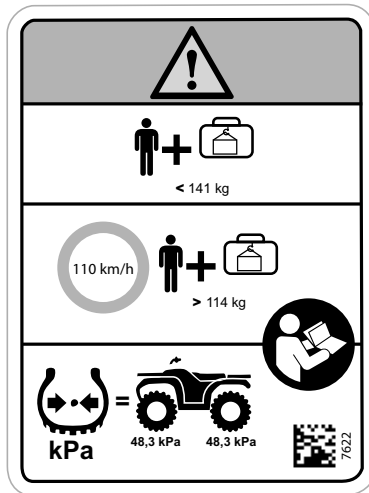 < 141 kg
110 km/h
> 114 kg
kPa
=
48,3 kPa 48,3 kPa
7622